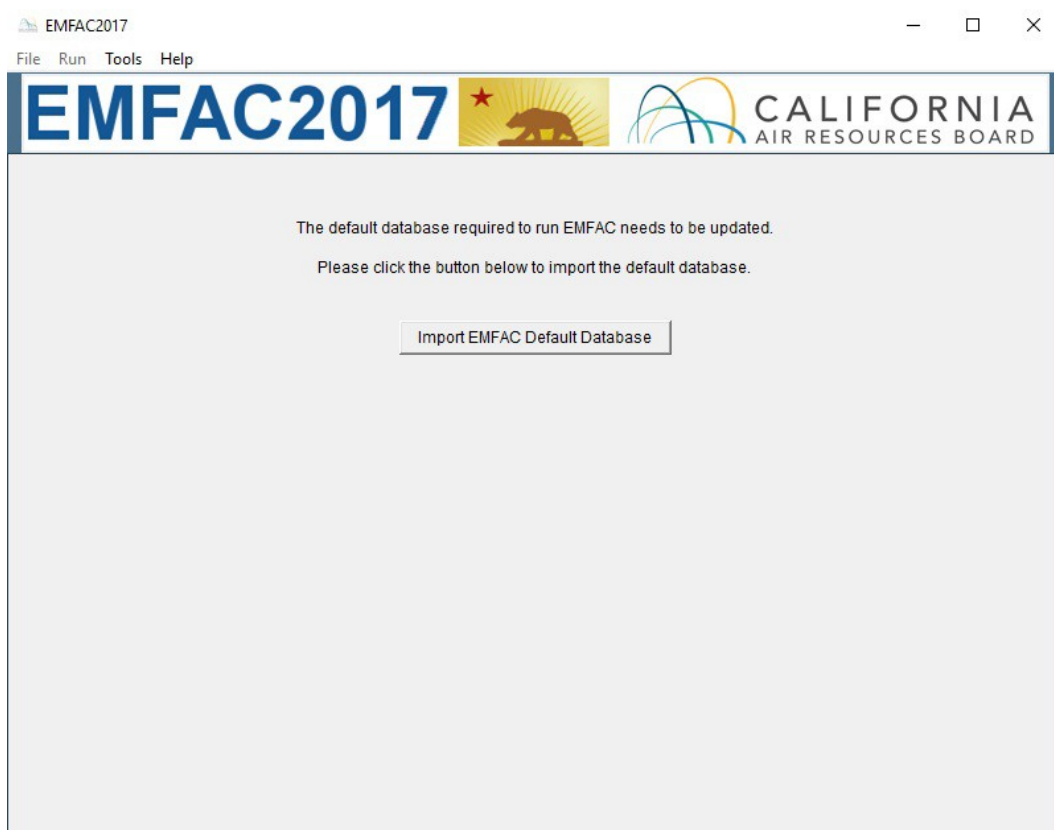 EMFAC2017
File Run Tools Help
EMFAC2017
CALIFORNIA
AIR RESOURCES BOARD
The default database required to run EMFAC needs to be updated.
Please click the button below to import the default database.
Import EMFAC Default Database